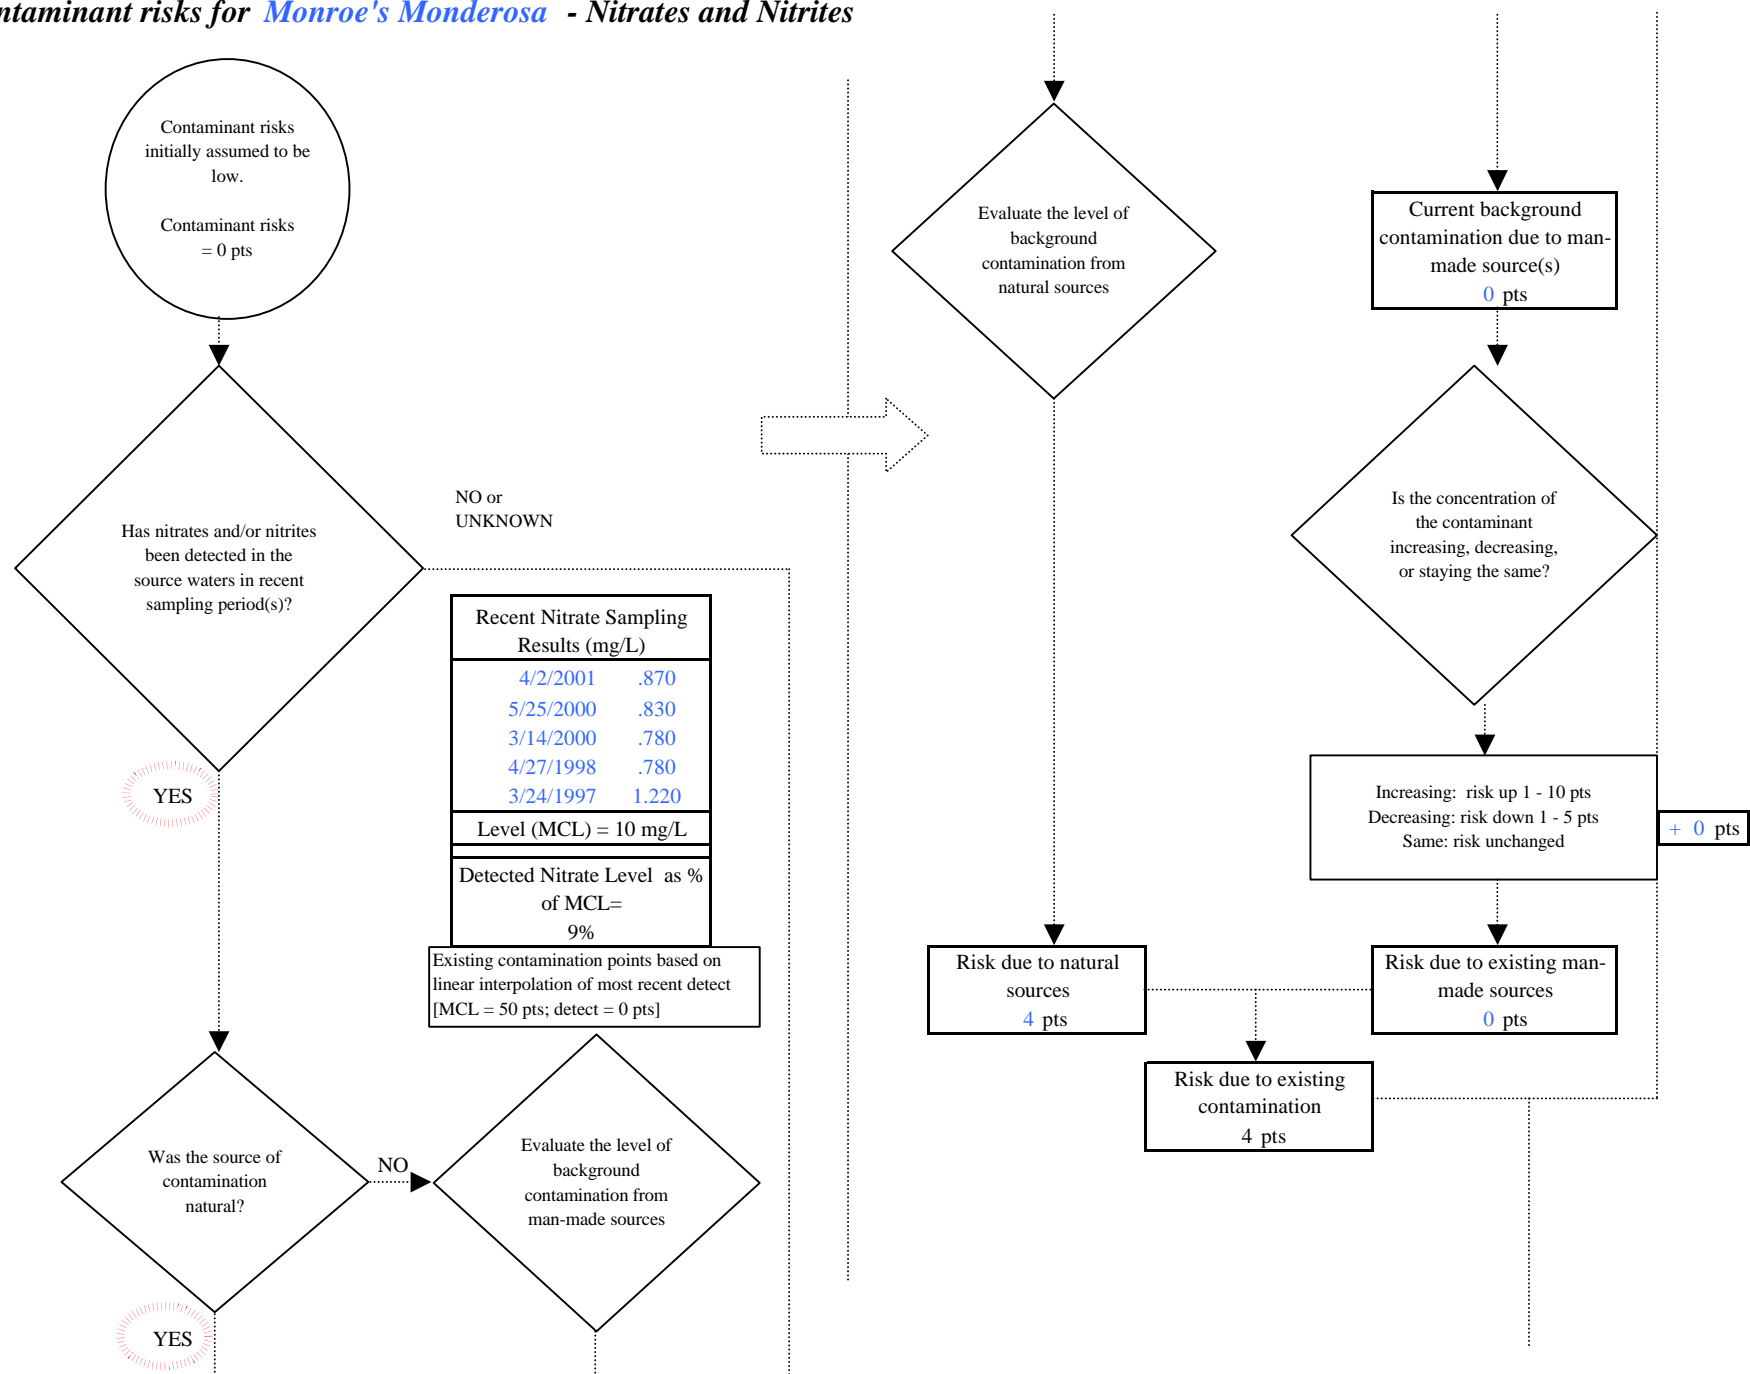 ntaminant risks for Monroe's Monderosa - Nitrates and Nitrites
Contaminant risks
initially assumed to be
low.
Contaminant risks
= 0 pts
Has nitrates and/or nitrites
been detected in the
source waters in recent
sampling period(s)?
NO or
UNKNOWN
YES
Recent Nitrate Sampling
Results (mg/L)
4/2/2001 .870
5/25/2000 .830
3/14/2000 .780
4/27/1998 .780
3/24/1997 1.220
Level (MCL) = 10 mg/L
Detected Nitrate Level as %
of MCL=
9%
Existing contamination points based on
linear interpolation of most recent detect
[MCL = 50 pts; detect = 0 pts]
Was the source of
contamination
natural?
NO
YES
Evaluate the level of
background
contamination from
man-made sources
Evaluate the level of
background
contamination from
natural sources
Current background
contamination due to man-
made source(s)
0 pts
Is the concentration of
the contaminant
increasing, decreasing,
or staying the same?
Increasing: risk up 1 - 10 pts
Decreasing: risk down 1 - 5 pts
Same: risk unchanged
+ 0 pts
Risk due to natural
sources
4 pts
Risk due to existing man-
made sources
0 pts
Risk due to existing
contamination
4 pts